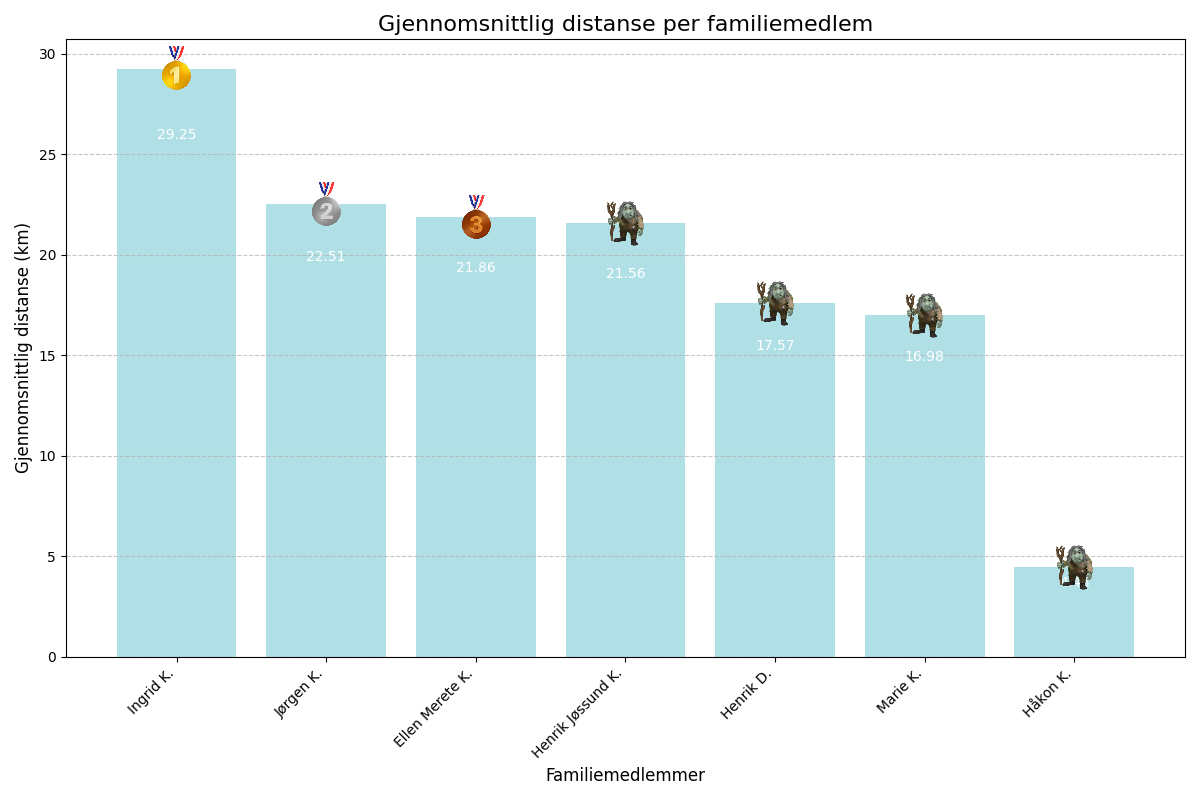 Gjennomsnittlig distanse per familiemedlem
Gjennomsnittlig distanse (km)
30
25
20
15
10
5
0
1
29.25
2
22.51
3
21.86
21.56
17.57
16.98
Ingrid K.
Jørgen K.
Ellen Merete K.
Henrik Jøssund K.
Henrik D.
Marie K.
Håkon K.
Familiemedlemmer